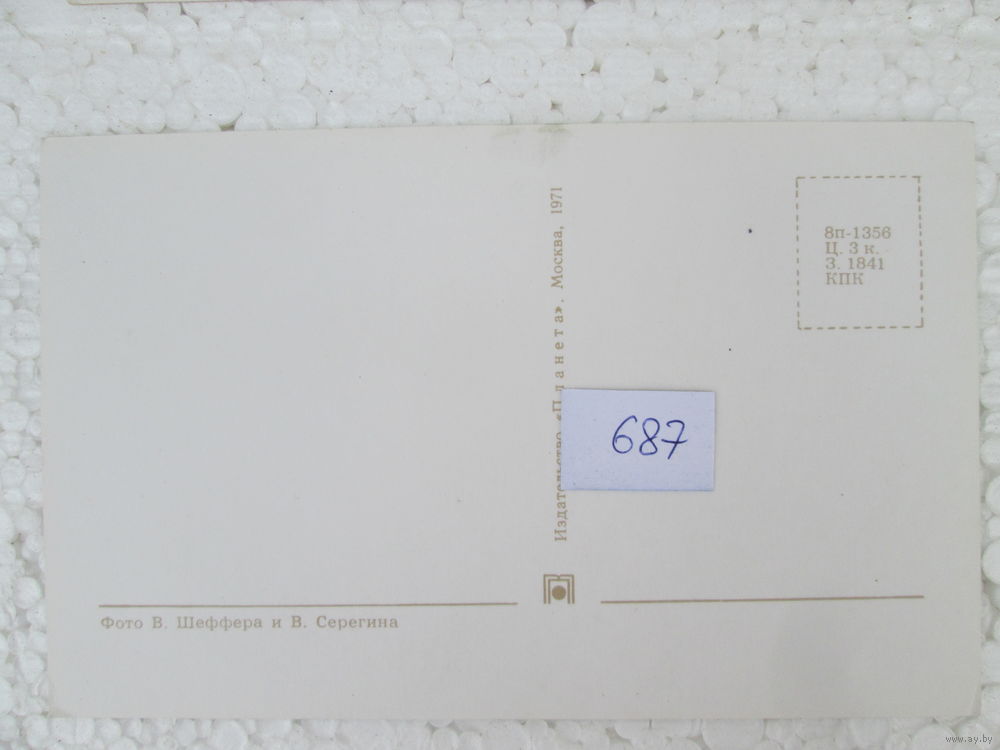 Фото В. Шеффера и В. Серегина
Издательство «Планета». Москва, 1971
8п-1356
Ц. 3 к.
З. 1841
КПК
687
www.ay.by